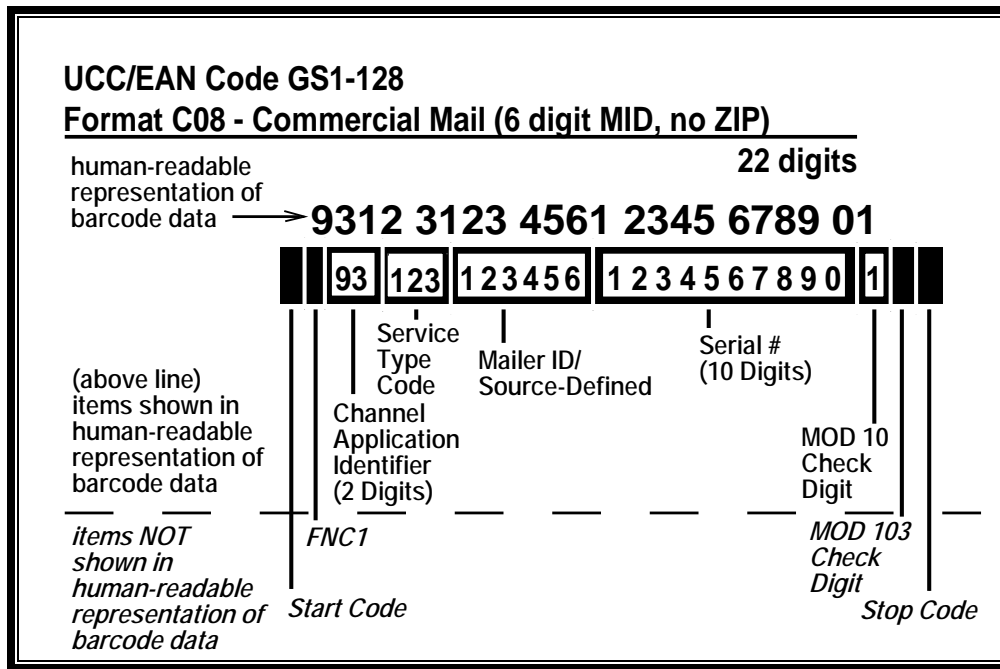 UCC/EAN Code GS1-128
Format C08 - Commercial Mail (6 digit MID, no ZIP)
22 digits
human-readable
representation of
barcode data
9312 3123 4561 2345 6789 01
93 123 123456 1234567890 1
Service
Type
Code
Mailer ID/
Source-Defined
Serial #
(10 Digits)
(above line)
items shown in
human-readable
representation of
barcode data
Channel
Application
Identifier
(2 Digits)
MOD 10
Check
Digit
items NOT
shown in
human-readable
representation of
barcode data
FNC1
Start Code
MOD 103
Check
Digit
Stop Code